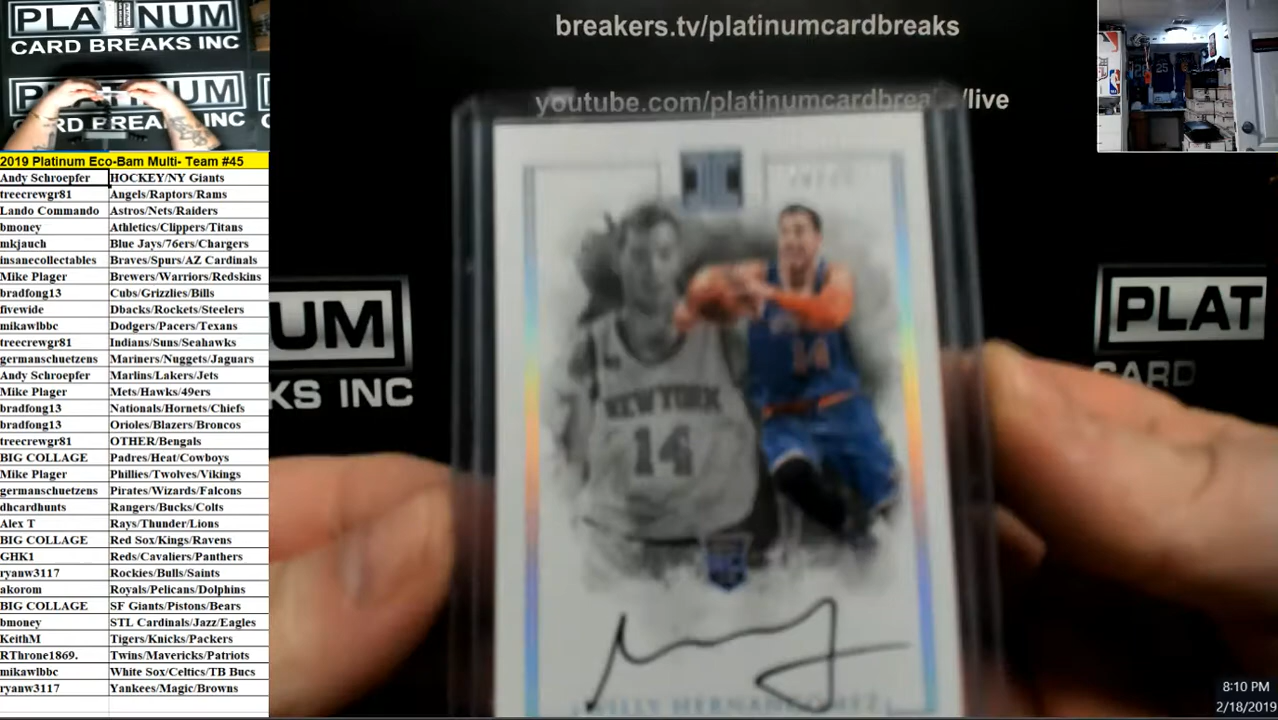 PLATINUM
CARD BREAKS INC
PLATINUM
CARD BREAKS INC
2019 Platinum Eco-Bam Multi- Team #45
Andy Schroepfer HOCKEY/NY Giants
treecrewgr81 Angels/Raptors/Rams
Lando Commando Astros/Nets/Raiders
bmoney Athletics/Clippers/Titans
mkjauch Blue Jays/76ers/Chargers
insanecollectables Braves/Spurs/AZ Cardinals
Mike Plager Brewers/Warriors/Redskins
bradfong13 Cubs/Grizzlies/Bills
fivewide Dbacks/Rockets/Steelers
mikawlbbc Dodgers/Pacers/Texans
treecrewgr81 Indians/Suns/Seahawks
germanschuetzens Mariners/Nuggets/Jaguars
Andy Schroepfer Marlins/Lakers/Jets
Mike Plager Mets/Hawks/49ers
bradfong13 Nationals/Hornets/Chiefs
bradfong13 Orioles/Blazers/Broncos
treecrewgr81 OTHER/Bengals
BIG COLLAGE Padres/Heat/Cowboys
Mike Plager Phillies/Twolves/Vikings
germanschuetzens Pirates/Wizards/Falcons
dhcardhunts Rangers/Bucks/Colts
Alex T Rays/Thunder/Lions
BIG COLLAGE Red Sox/Kings/Ravens
GHK1 Reds/Cavaliers/Panthers
ryanw3117 Rockies/Bulls/Saints
akorom Royals/Pelicans/Dolphins
BIG COLLAGE SF Giants/Pistons/Bears
bmoney STL Cardinals/Jazz/Eagles
KeithM Tigers/Knicks/Packers
RThrone1869. Twins/Mavericks/Patriots
mikawlbbc White Sox/Celtics/TB Bucs
ryanw3117 Yankees/Magic/Browns
breakers.tv/platinumcardbreaks
youtube.com/platinumcardbreaks/live
UM
KS INC
PLAT
CARD
NEW YORK
14
14
WILLY HERNANGOMEZ
8:10 PM
2/18/2019